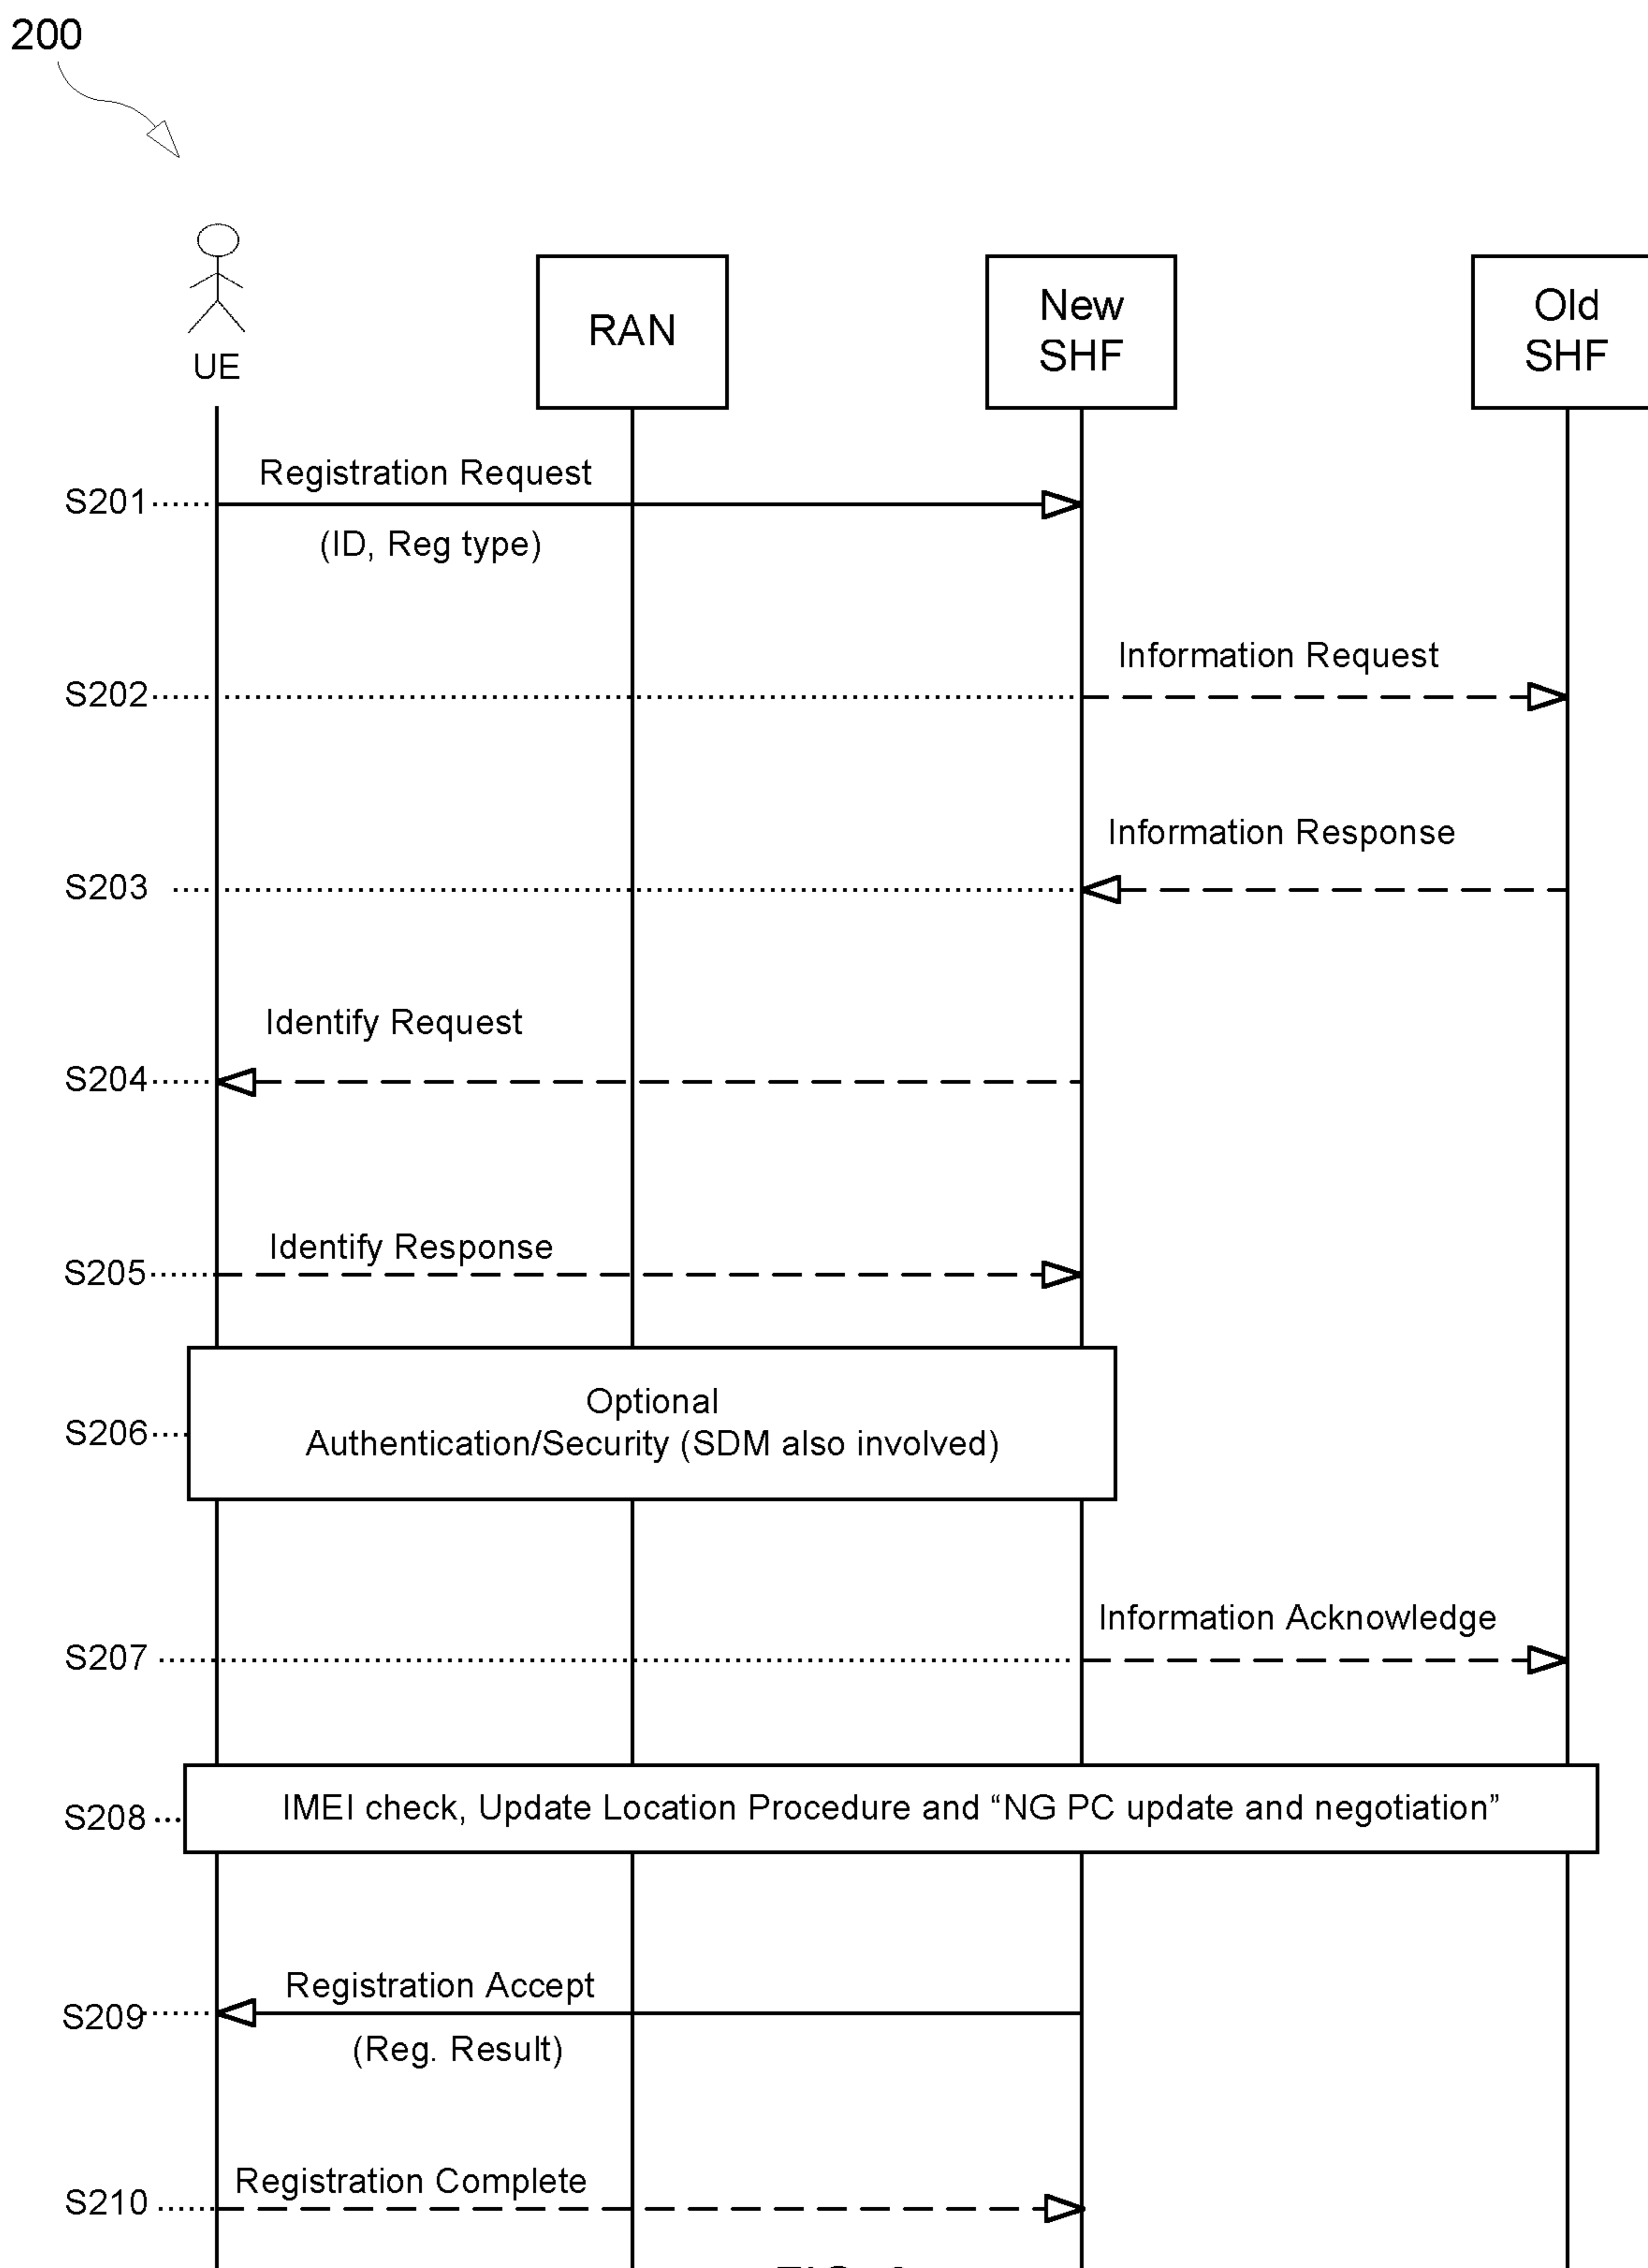 200
UE
RAN
New
SHF
Old
SHF
Registration Request
S201
(ID, Reg type)
Information Request
S202
Information Response
S203
Identify Request
S204
Identify Response
S205
Optional
S206
Authentication/Security (SDM also involved)
Information Acknowledge
S207
IMEI check, Update Location Procedure and “NG PC update and negotiation”
S208
Registration Accept
S209
(Reg. Result)
Registration Complete
S210